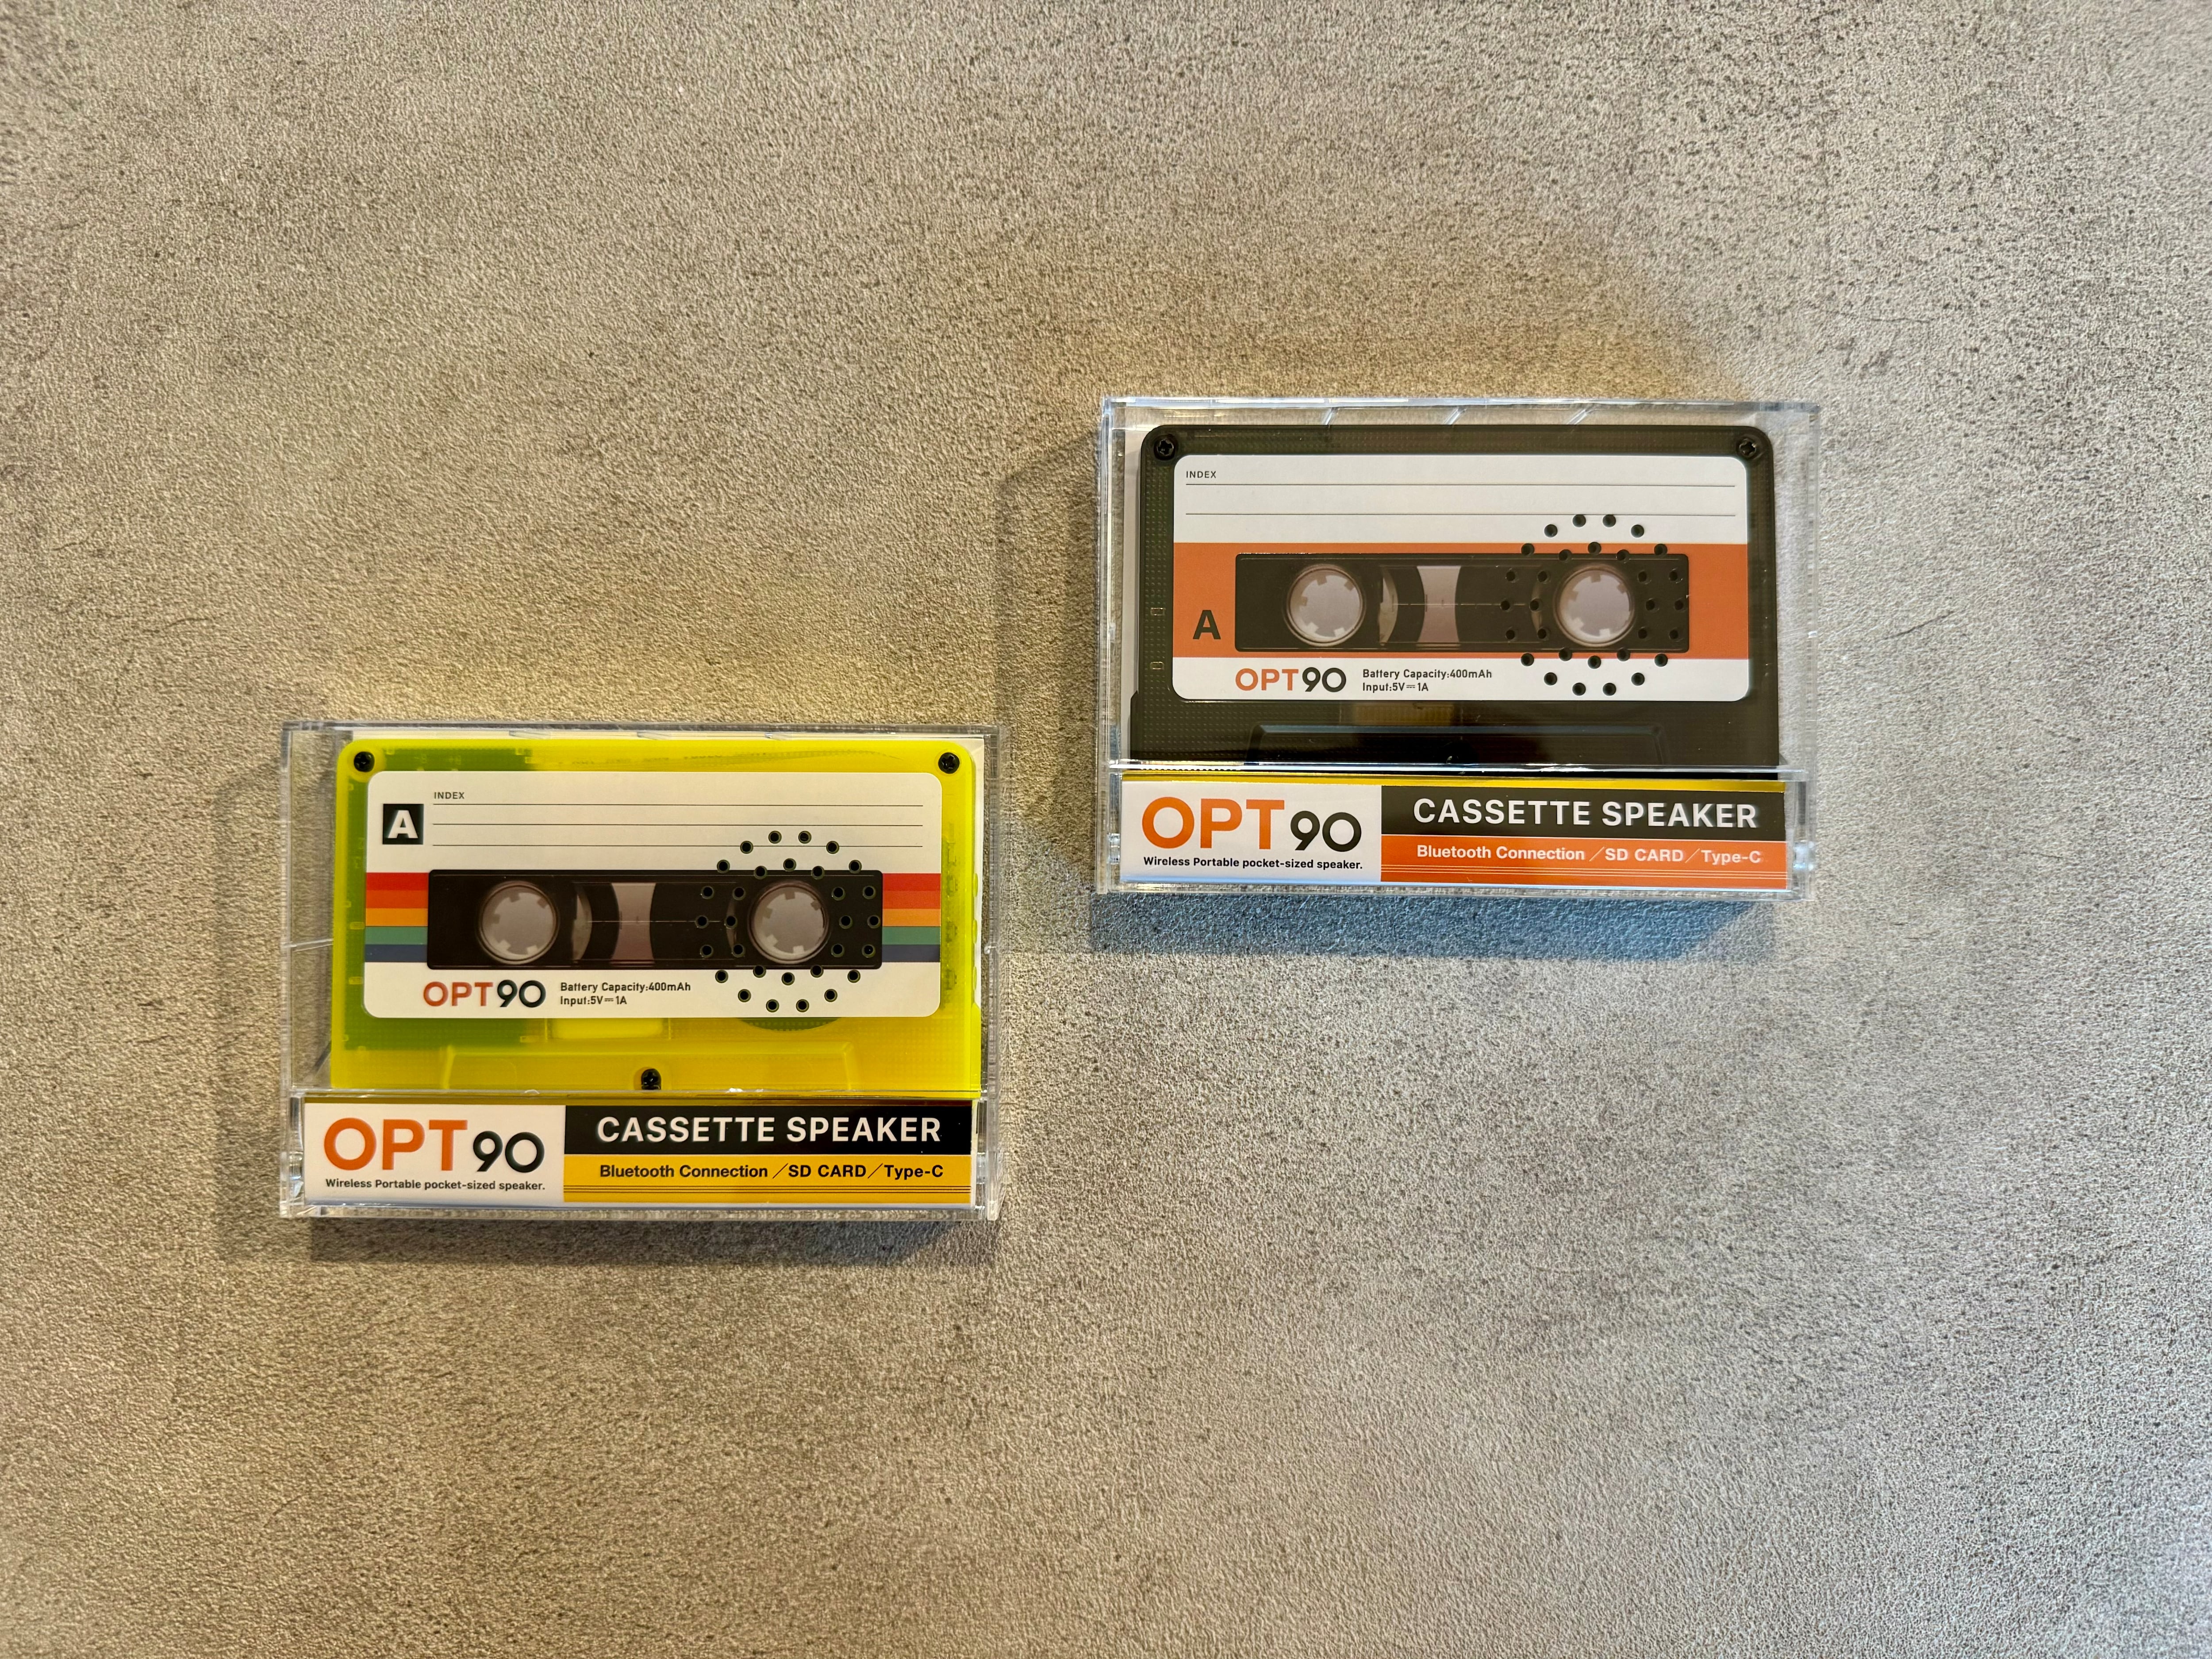 INDEX
A
OPT90
Battery Capacity:400mAh
Input:5V⎓1A
OPT90
Wireless Portable pocket-sized speaker.
CASSETTE SPEAKER
Bluetooth Connection／SD CARD／Type-C
A
INDEX
OPT90
Battery Capacity:400mAh
Input:5V⎓1A
OPT90
Wireless Portable pocket-sized speaker.
CASSETTE SPEAKER
Bluetooth Connection／SD CARD／Type-C